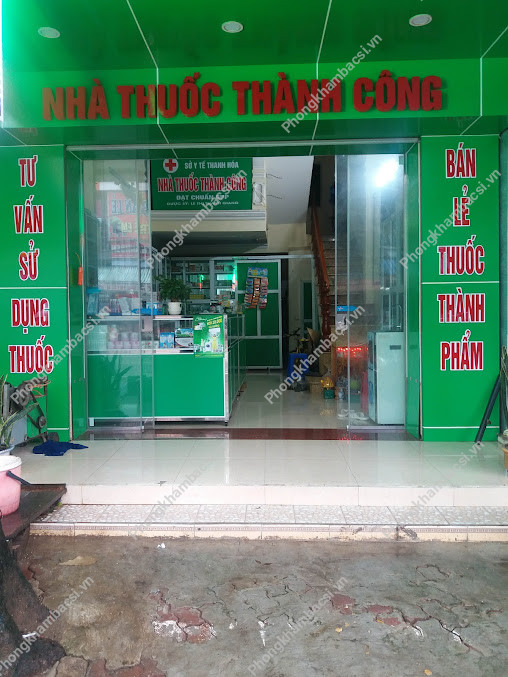 NHÀ THUỐC THÀNH CÔNG
SỞ Y TẾ THANH HÓA
NHÀ THUỐC THÀNH CÔNG
ĐẠT CHUẨN GPP
TƯ
VẤN
SỬ
DỤNG
THUỐC
BÁN
LẺ
THUỐC
THÀNH
PHẨM
Phongkhambacsi.vn